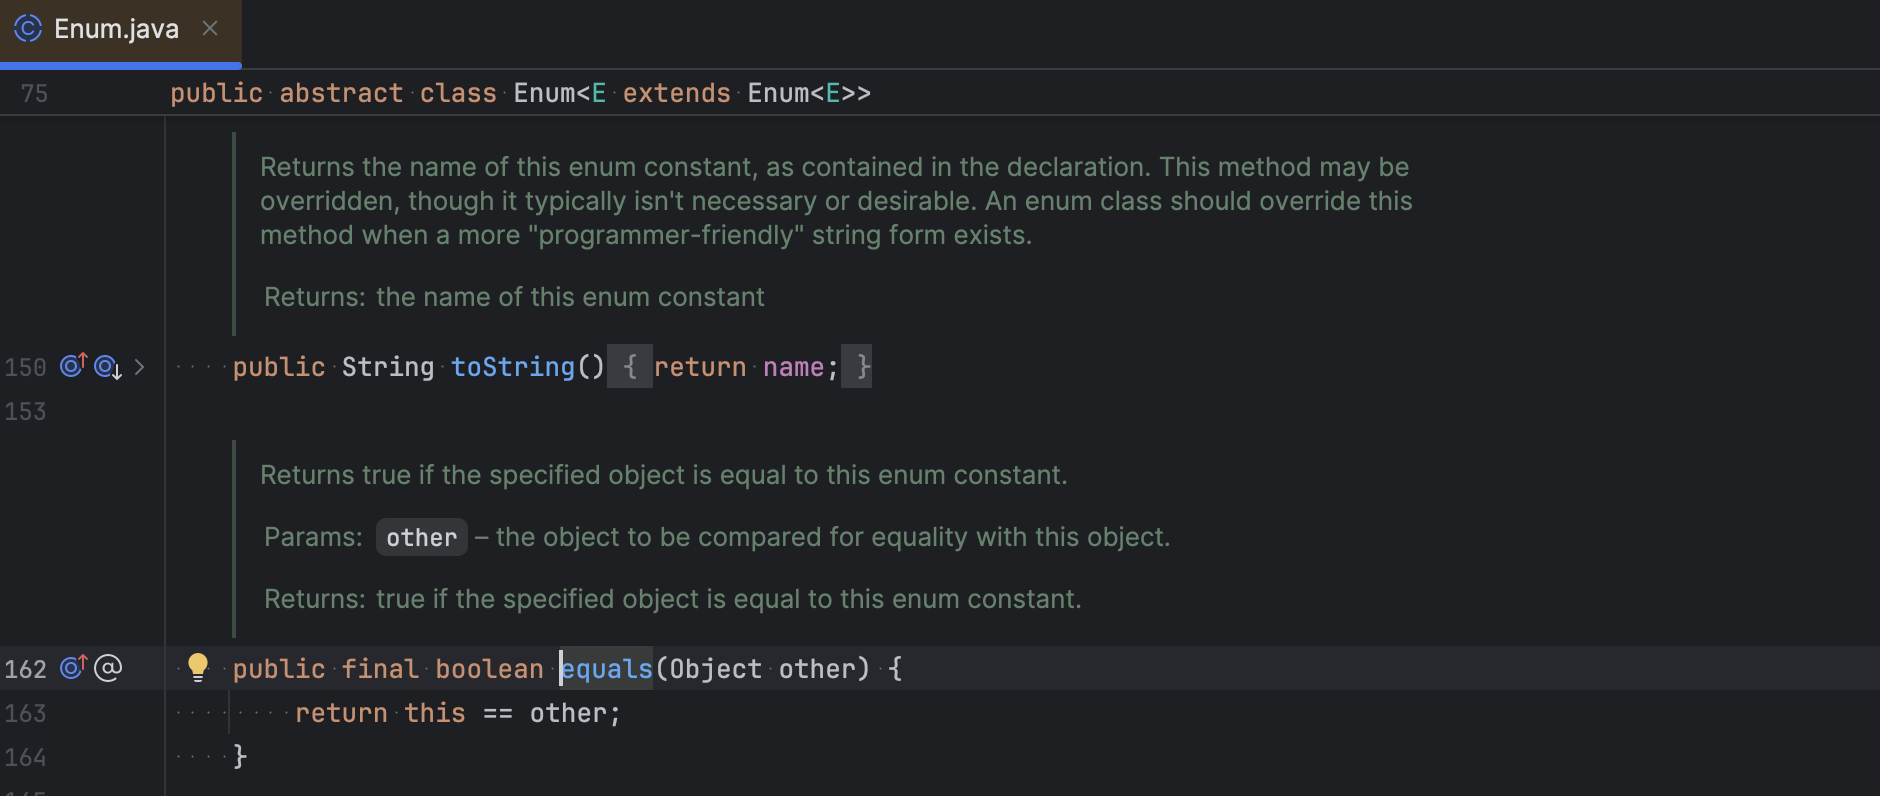 Enum.java
75 public abstract class Enum<E extends Enum<E>>
Returns the name of this enum constant, as contained in the declaration. This method may be
overridden, though it typically isn't necessary or desirable. An enum class should override this
method when a more "programmer-friendly" string form exists.
Returns: the name of this enum constant
150 public String toString() { return name; }
153
Returns true if the specified object is equal to this enum constant.
Params: other – the object to be compared for equality with this object.
Returns: true if the specified object is equal to this enum constant.
162 public final boolean equals(Object other) {
163 return this == other;
164 }